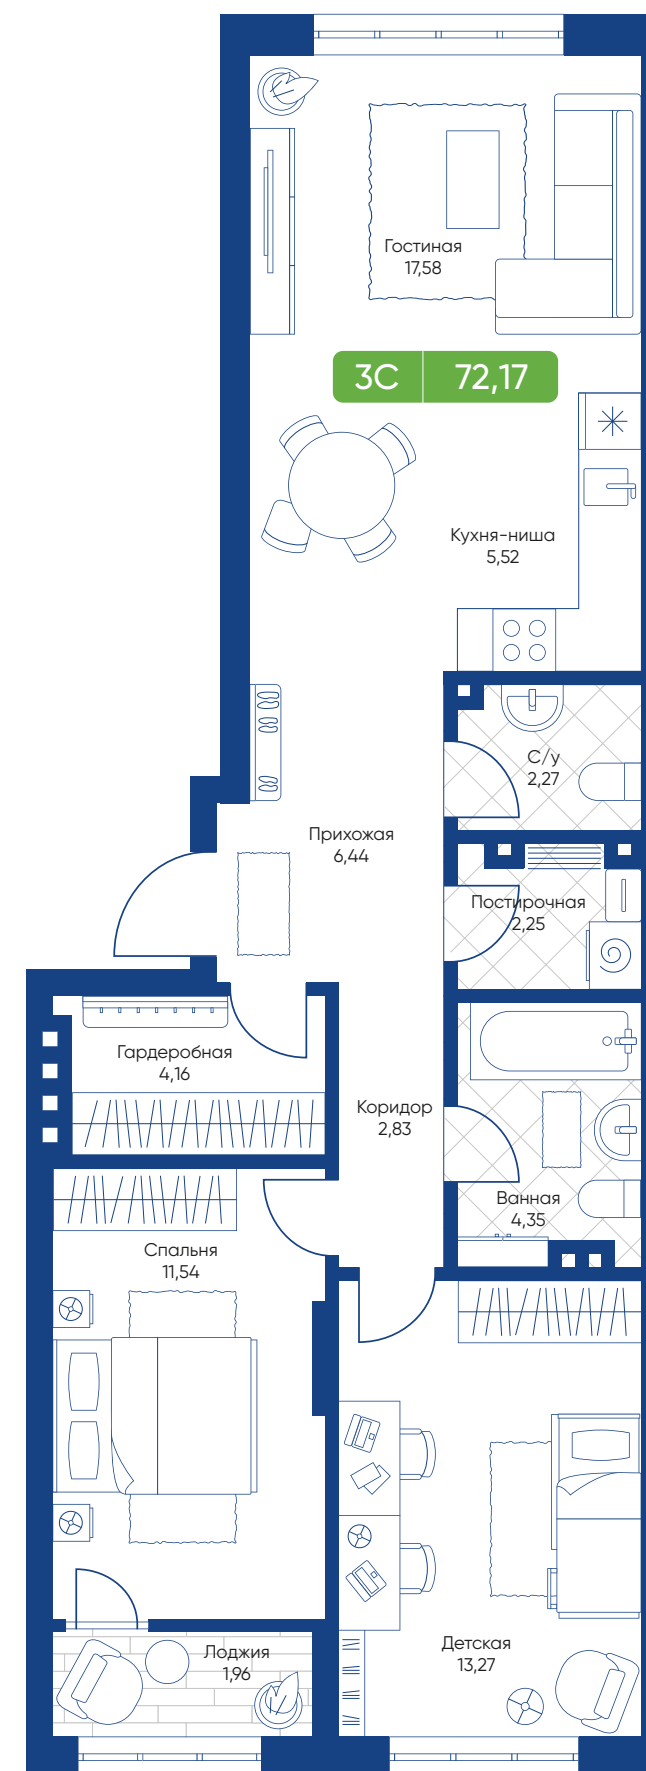 Гостиная
17,58
3С 72,17
Кухня-ниша
5,52
С/у
2,27
Прихожая
6,44
Постирочная
2,25
Гардеробная
4,16
Коридор
2,83
Ванная
4,35
Спальня
11,54
Детская
13,27
Лоджия
1,96